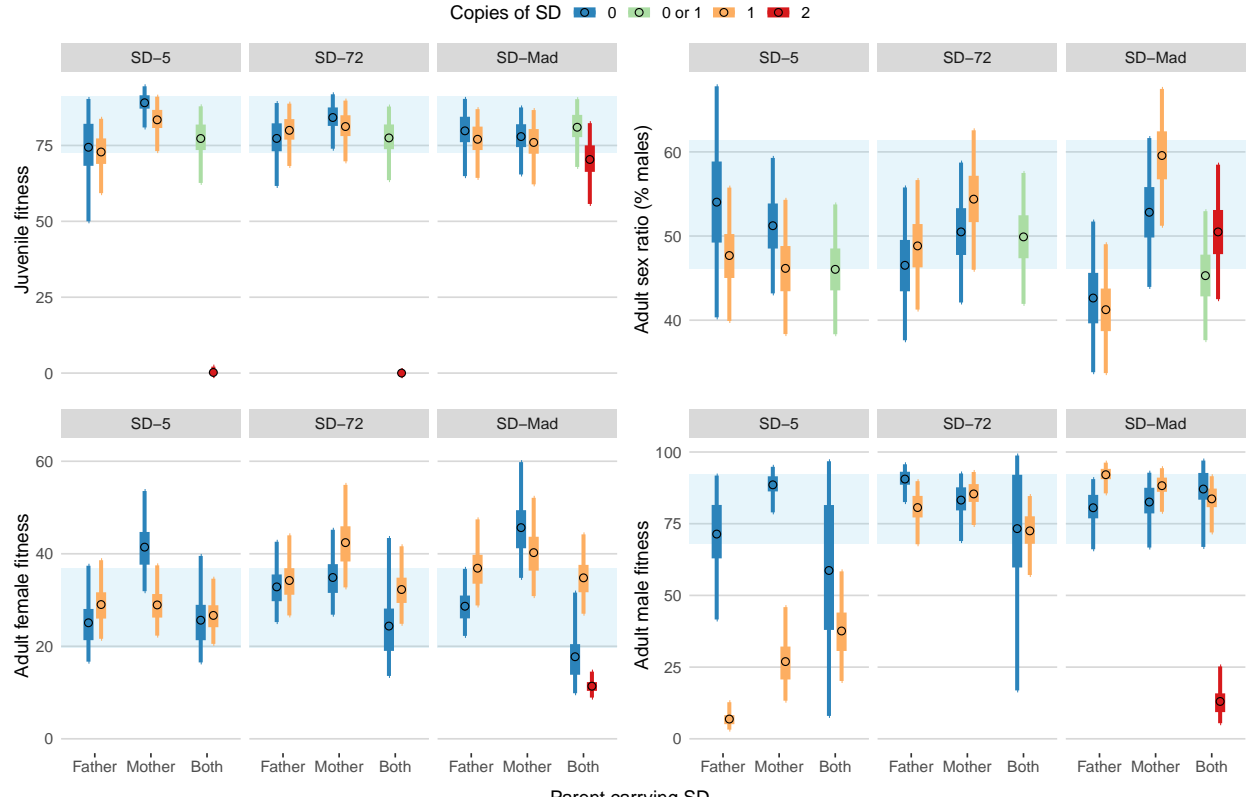 Copies of SD 0 0 or 1 1 2
SD−5 SD−72 SD−Mad
Juvenile fitness
75
50
25
0
SD−5 SD−72 SD−Mad
Adult sex ratio (% males)
60
50
40
SD−5 SD−72 SD−Mad
Adult female fitness
60
40
20
0
Father Mother Both Father Mother Both Father Mother Both
SD−5 SD−72 SD−Mad
Adult male fitness
100
75
50
25
0
Father Mother Both Father Mother Both Father Mother Both
Parent carrying SD